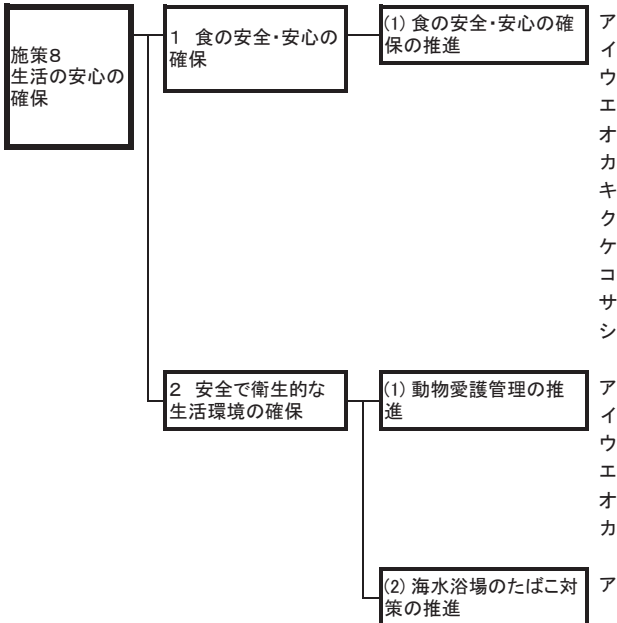 施策8
生活の安心の
確保
1 食の安全・安心の
確保
(1) 食の安全・安心の確
保の推進
ア
イ
ウ
エ
オ
カ
キ
ク
ケ
コ
サ
シ
2 安全で衛生的な
生活環境の確保
(1) 動物愛護管理の推
進
ア
イ
ウ
エ
オ
カ
(2) 海水浴場のたばこ対
策の推進
ア